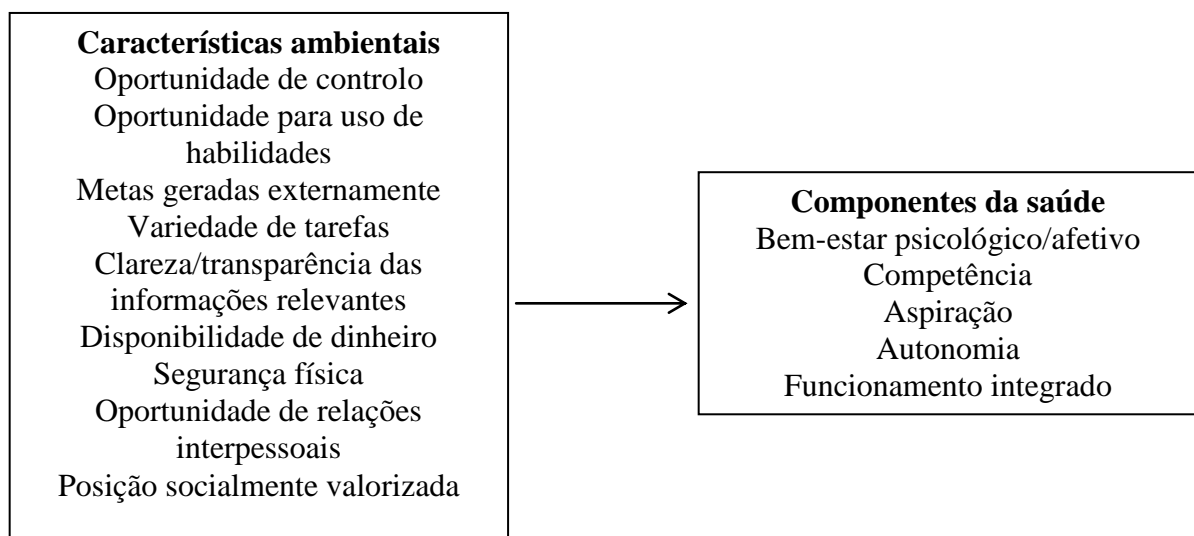 Características ambientais
Oportunidade de controlo
Oportunidade para uso de
habilidades
Metas geradas externamente
Variedade de tarefas
Clareza/transparência das
informações relevantes
Disponibilidade de dinheiro
Segurança física
Oportunidade de relações
interpessoais
Posição socialmente valorizada
Componentes da saúde
Bem-estar psicológico/afetivo
Competência
Aspiração
Autonomia
Funcionamento integrado